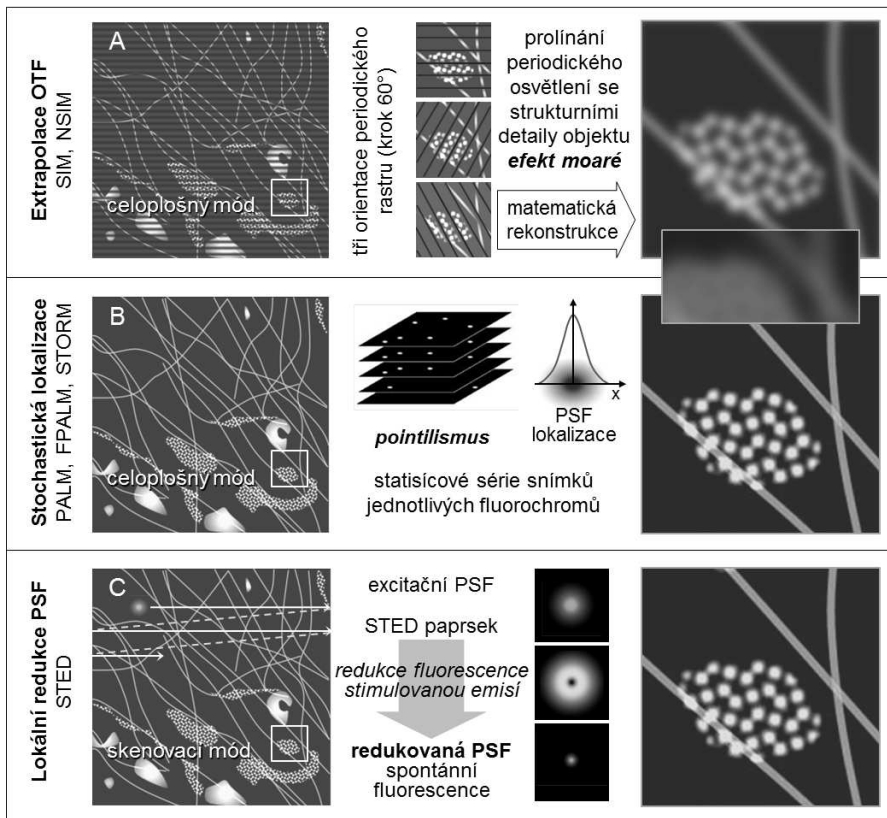 Extrapolace OTF
SIM, NSIM
A
celoplošny mód
tři orientace periodického
rastru (krok 60°)
prolínání
periodického
osvětlení se
strukturními
detaily objektu
efekt moaré
matematická
rekonstrukce
Stochastická lokalizace
PALM, FPALM, STORM
B
celoplošny mód
pointilismus
x
PSF
lokalizace
statisícové série snímků
jednotlivých fluorochromů
Lokální redukce PSF
STED
C
skenovací mód
excitační PSF
STED paprsek
redukce fluorescence
stimulovanou emisí
redukovaná PSF
spontánní
fluorescence